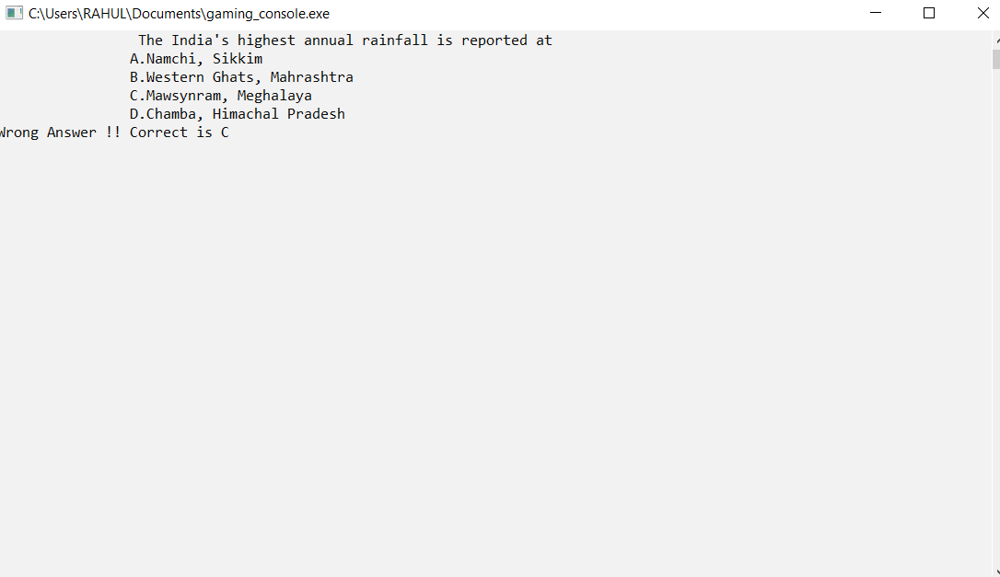 C:\Users\RAHUL\Documents\gaming_console.exe
The India's highest annual rainfall is reported at
A.Namchi, Sikkim
B.Western Ghats, Mahrashtra
C.Mawsynram, Meghalaya
D.Chamba, Himachal Pradesh
Wrong Answer !! Correct is C